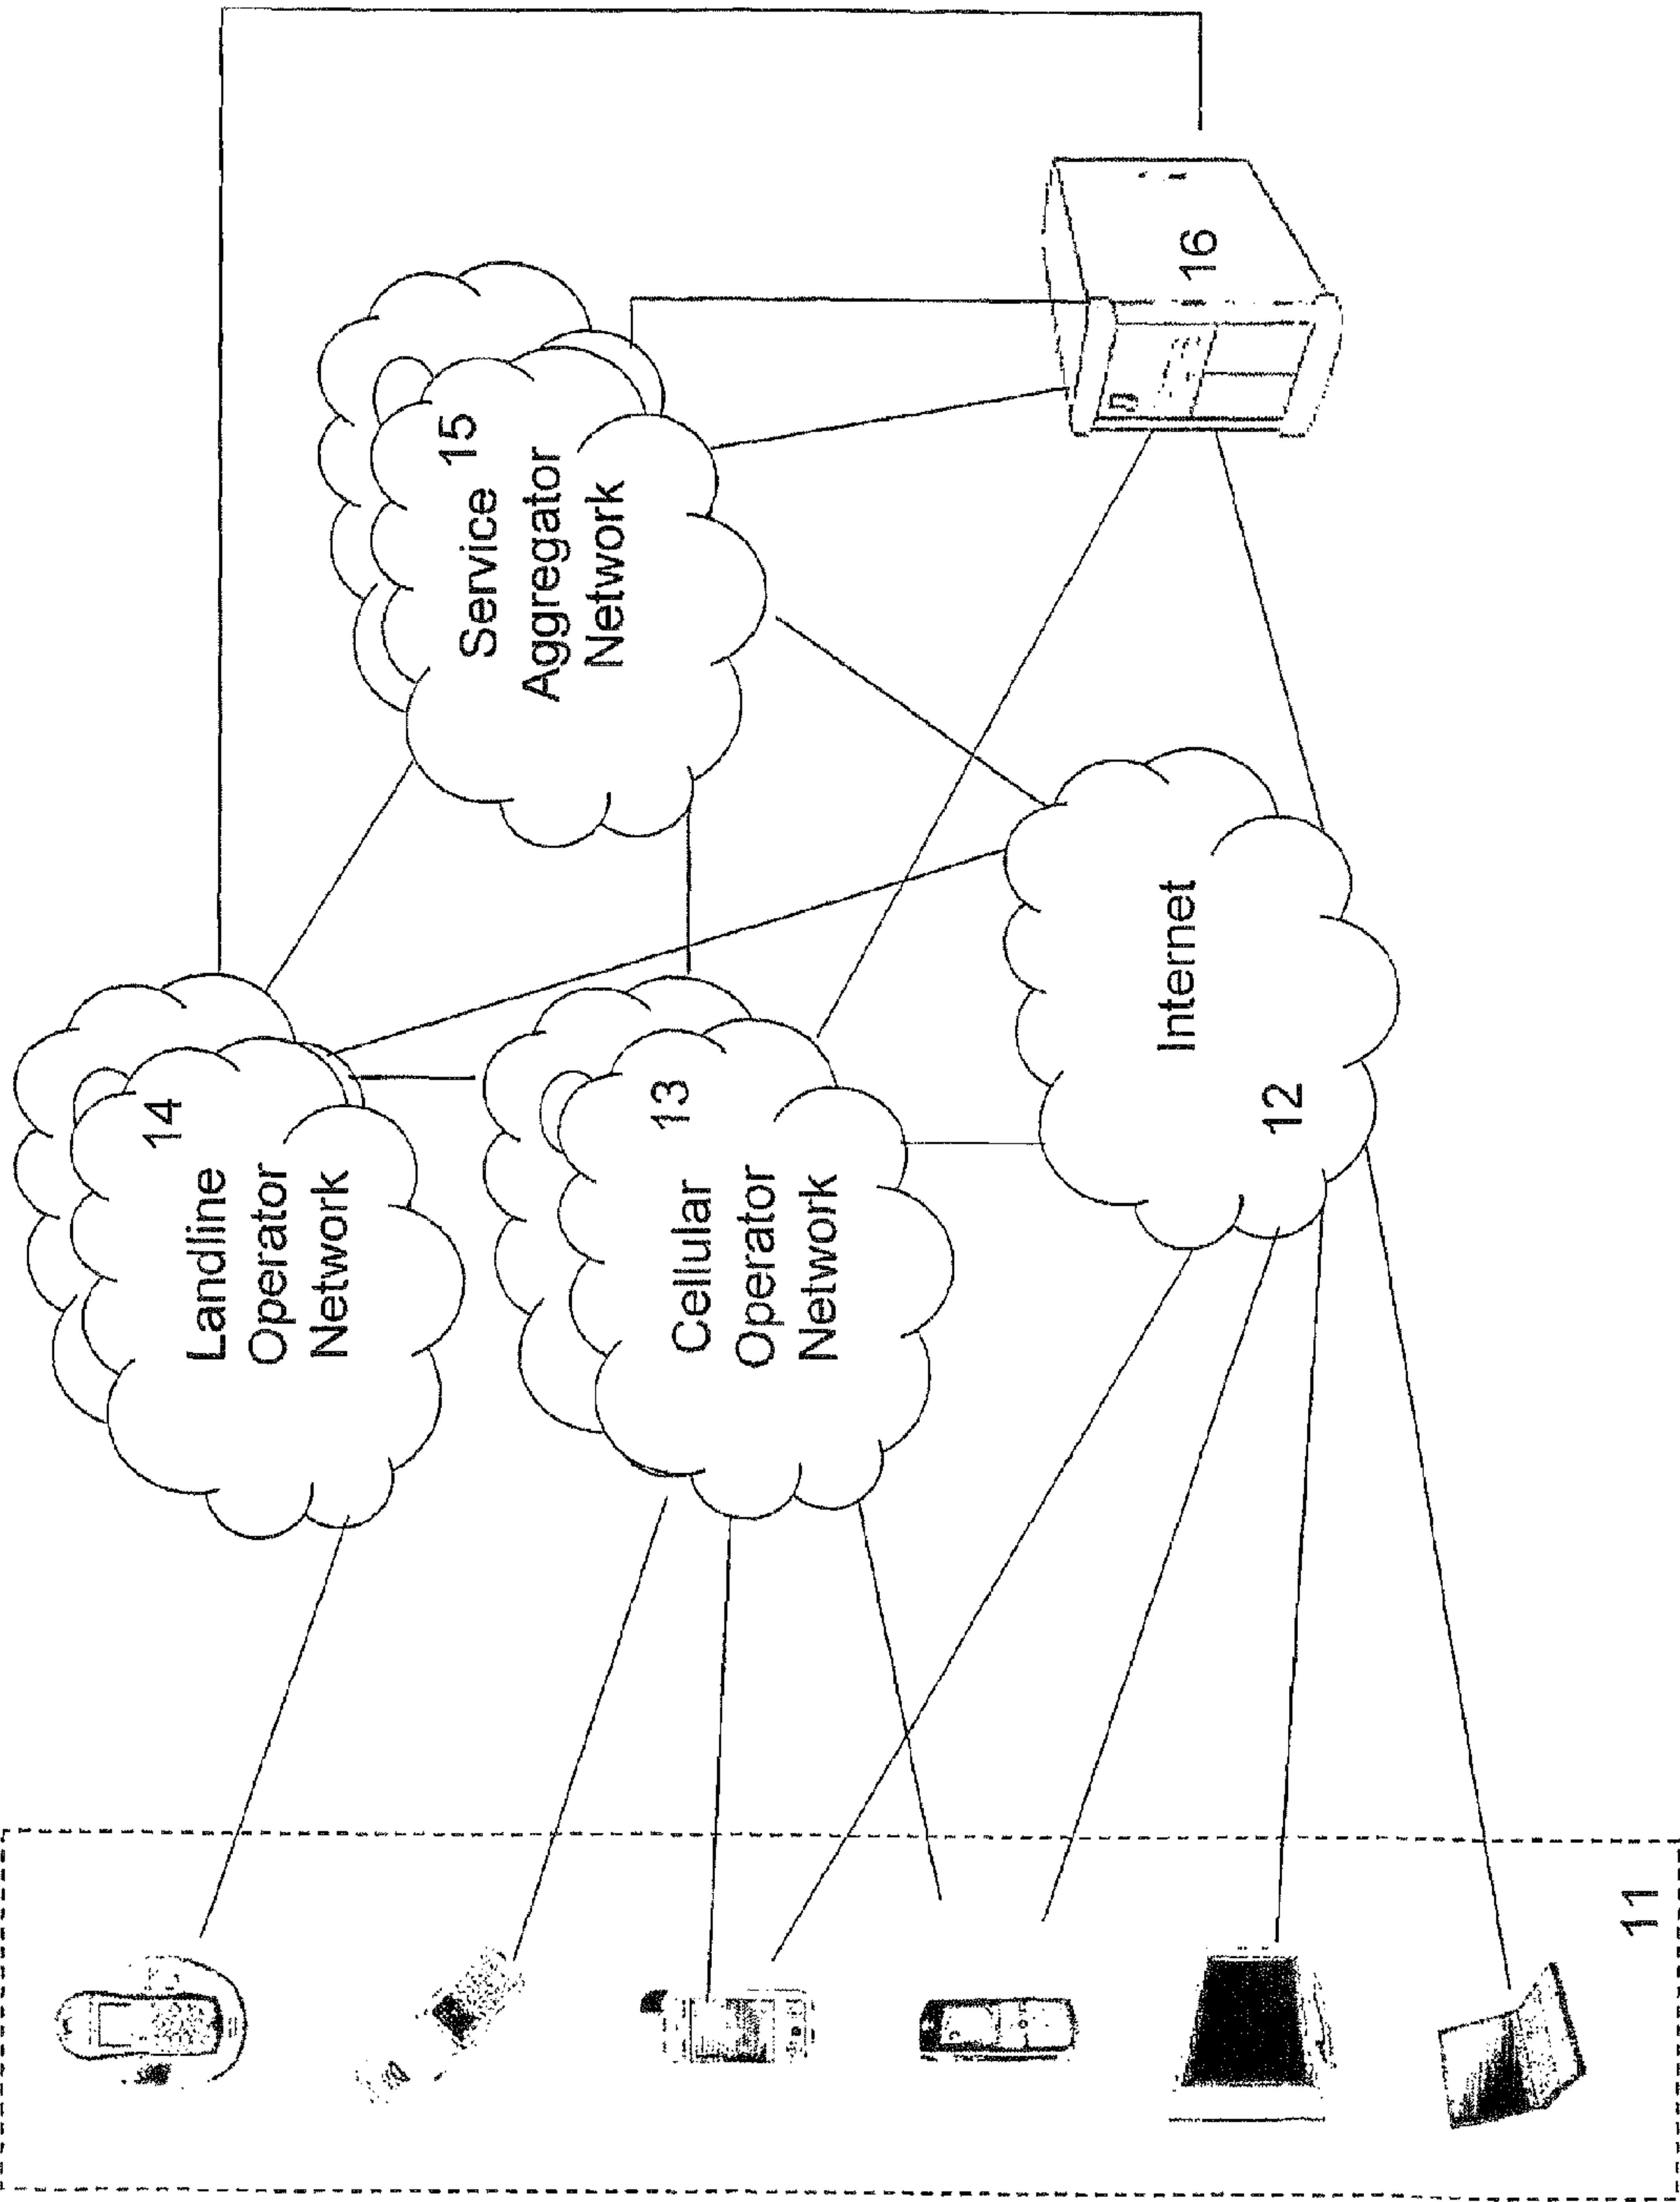 14
Landline
Operator
Network
Service 15
Aggregator
Network
13
Cellular
Operator
Network
Internet
12
16
11